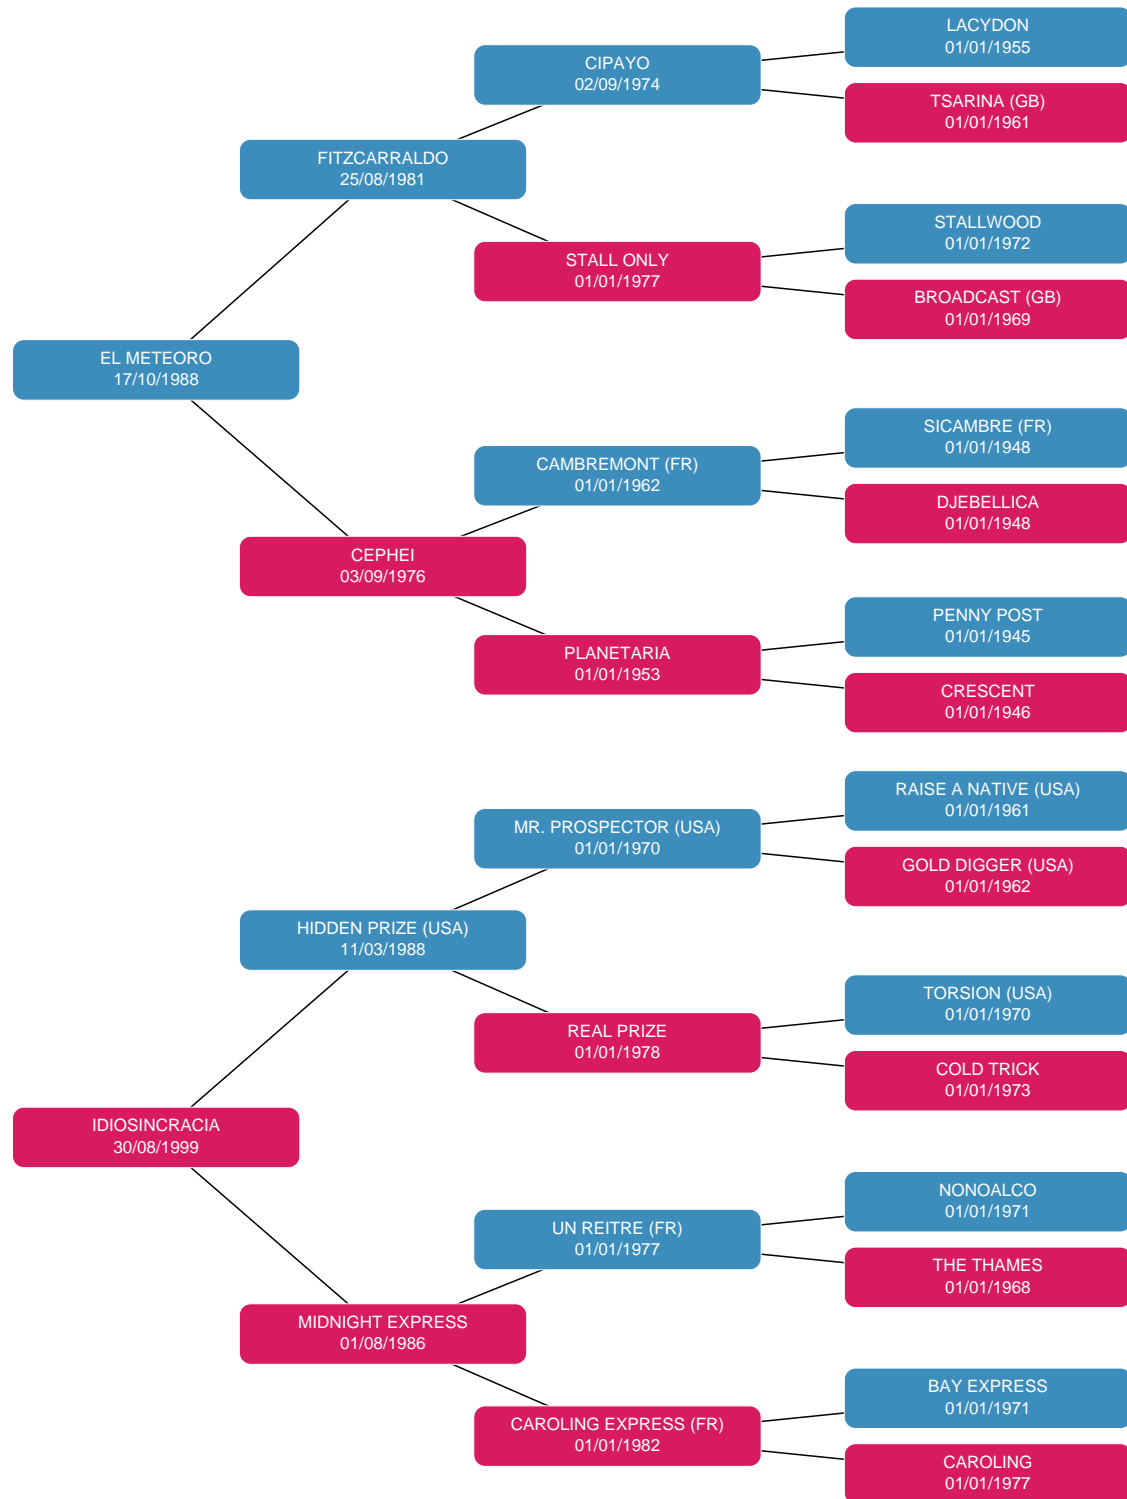 LACYDON
01/01/1955
CIPAYO
02/09/1974
TSARINA (GB)
01/01/1961
FITZCARRALDO
25/08/1981
STALLWOOD
01/01/1972
STALL ONLY
01/01/1977
BROADCAST (GB)
01/01/1969
EL METEORO
17/10/1988
SICAMBRE (FR)
01/01/1948
CAMBREMONT (FR)
01/01/1962
DJEBELLICA
01/01/1948
CEPHEI
03/09/1976
PENNY POST
01/01/1945
PLANETARIA
01/01/1953
CRESCENT
01/01/1946
RAISE A NATIVE (USA)
01/01/1961
MR. PROSPECTOR (USA)
01/01/1970
GOLD DIGGER (USA)
01/01/1962
HIDDEN PRIZE (USA)
11/03/1988
TORSION (USA)
01/01/1970
REAL PRIZE
01/01/1978
COLD TRICK
01/01/1973
IDIOSINCRACIA
30/08/1999
NONOALCO
01/01/1971
UN REITRE (FR)
01/01/1977
THE THAMES
01/01/1968
MIDNIGHT EXPRESS
01/08/1986
BAY EXPRESS
01/01/1971
CAROLING EXPRESS (FR)
01/01/1982
CAROLING
01/01/1977